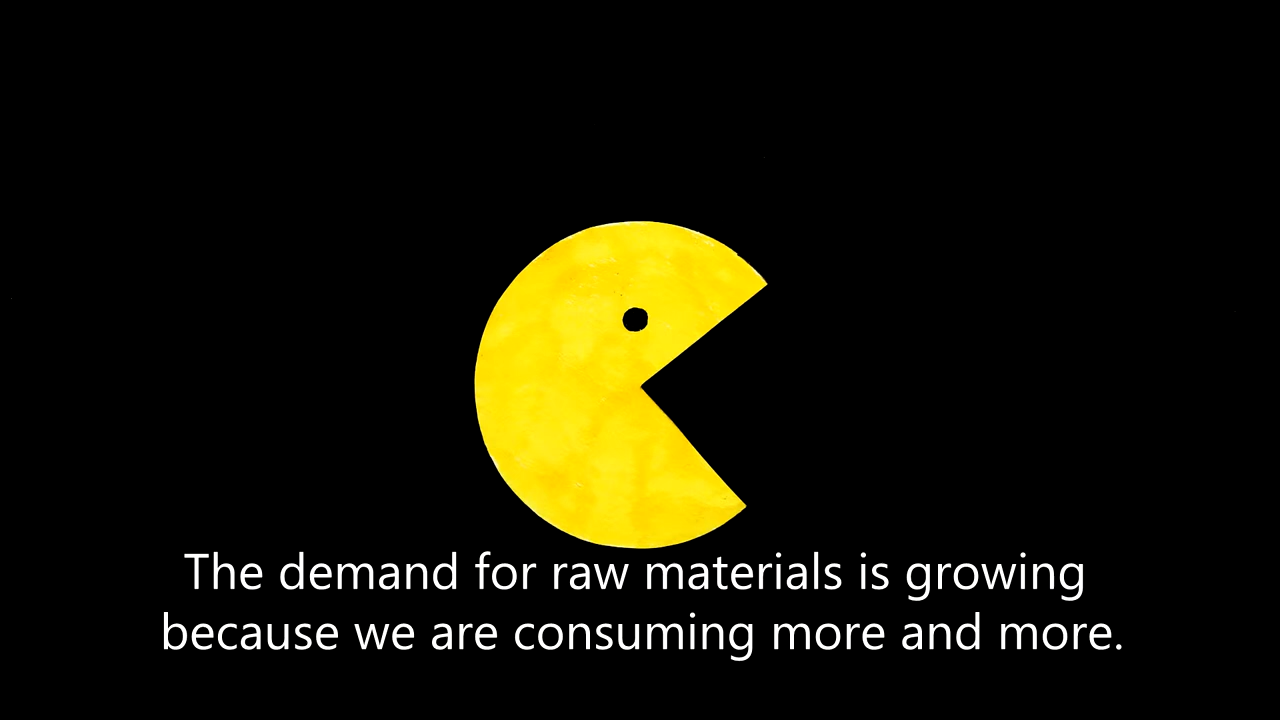 The demand for raw materials is growing
because we are consuming more and more.